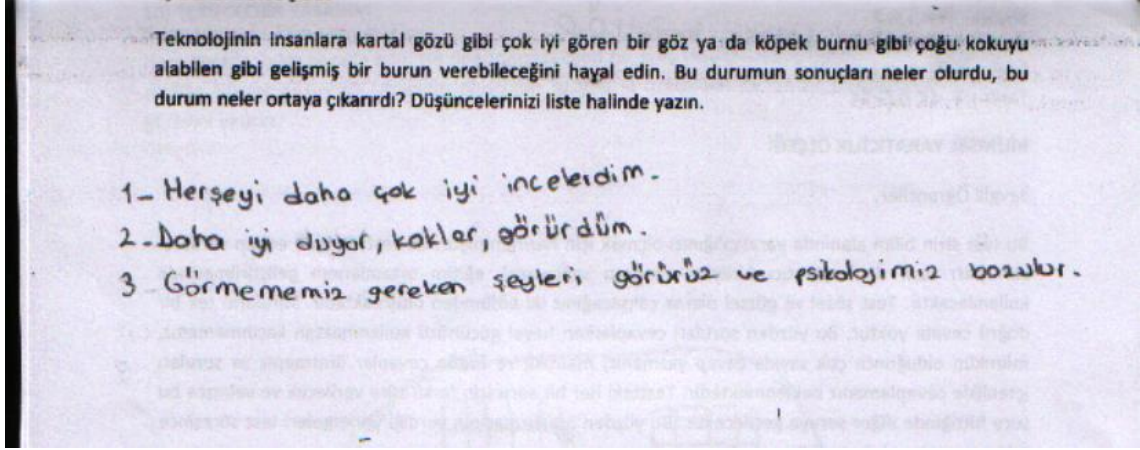 Teknolojinin insanlara kartal gözü gibi çok iyi gören bir göz ya da köpek burnu gibi çoğu kokuyu
alabilen gibi gelişmiş bir burun verebileceğini hayal edin. Bu durumun sonuçları neler olurdu, bu
durum neler ortaya çıkarırdı? Düşüncelerinizi liste halinde yazın.
1- Herşeyi daha çok iyi incelerdim.
2- Daha iyi duyar, koklar, görürdüm.
3- Görmememiz gereken şeyleri görürüz ve psikolojimiz bozulur.